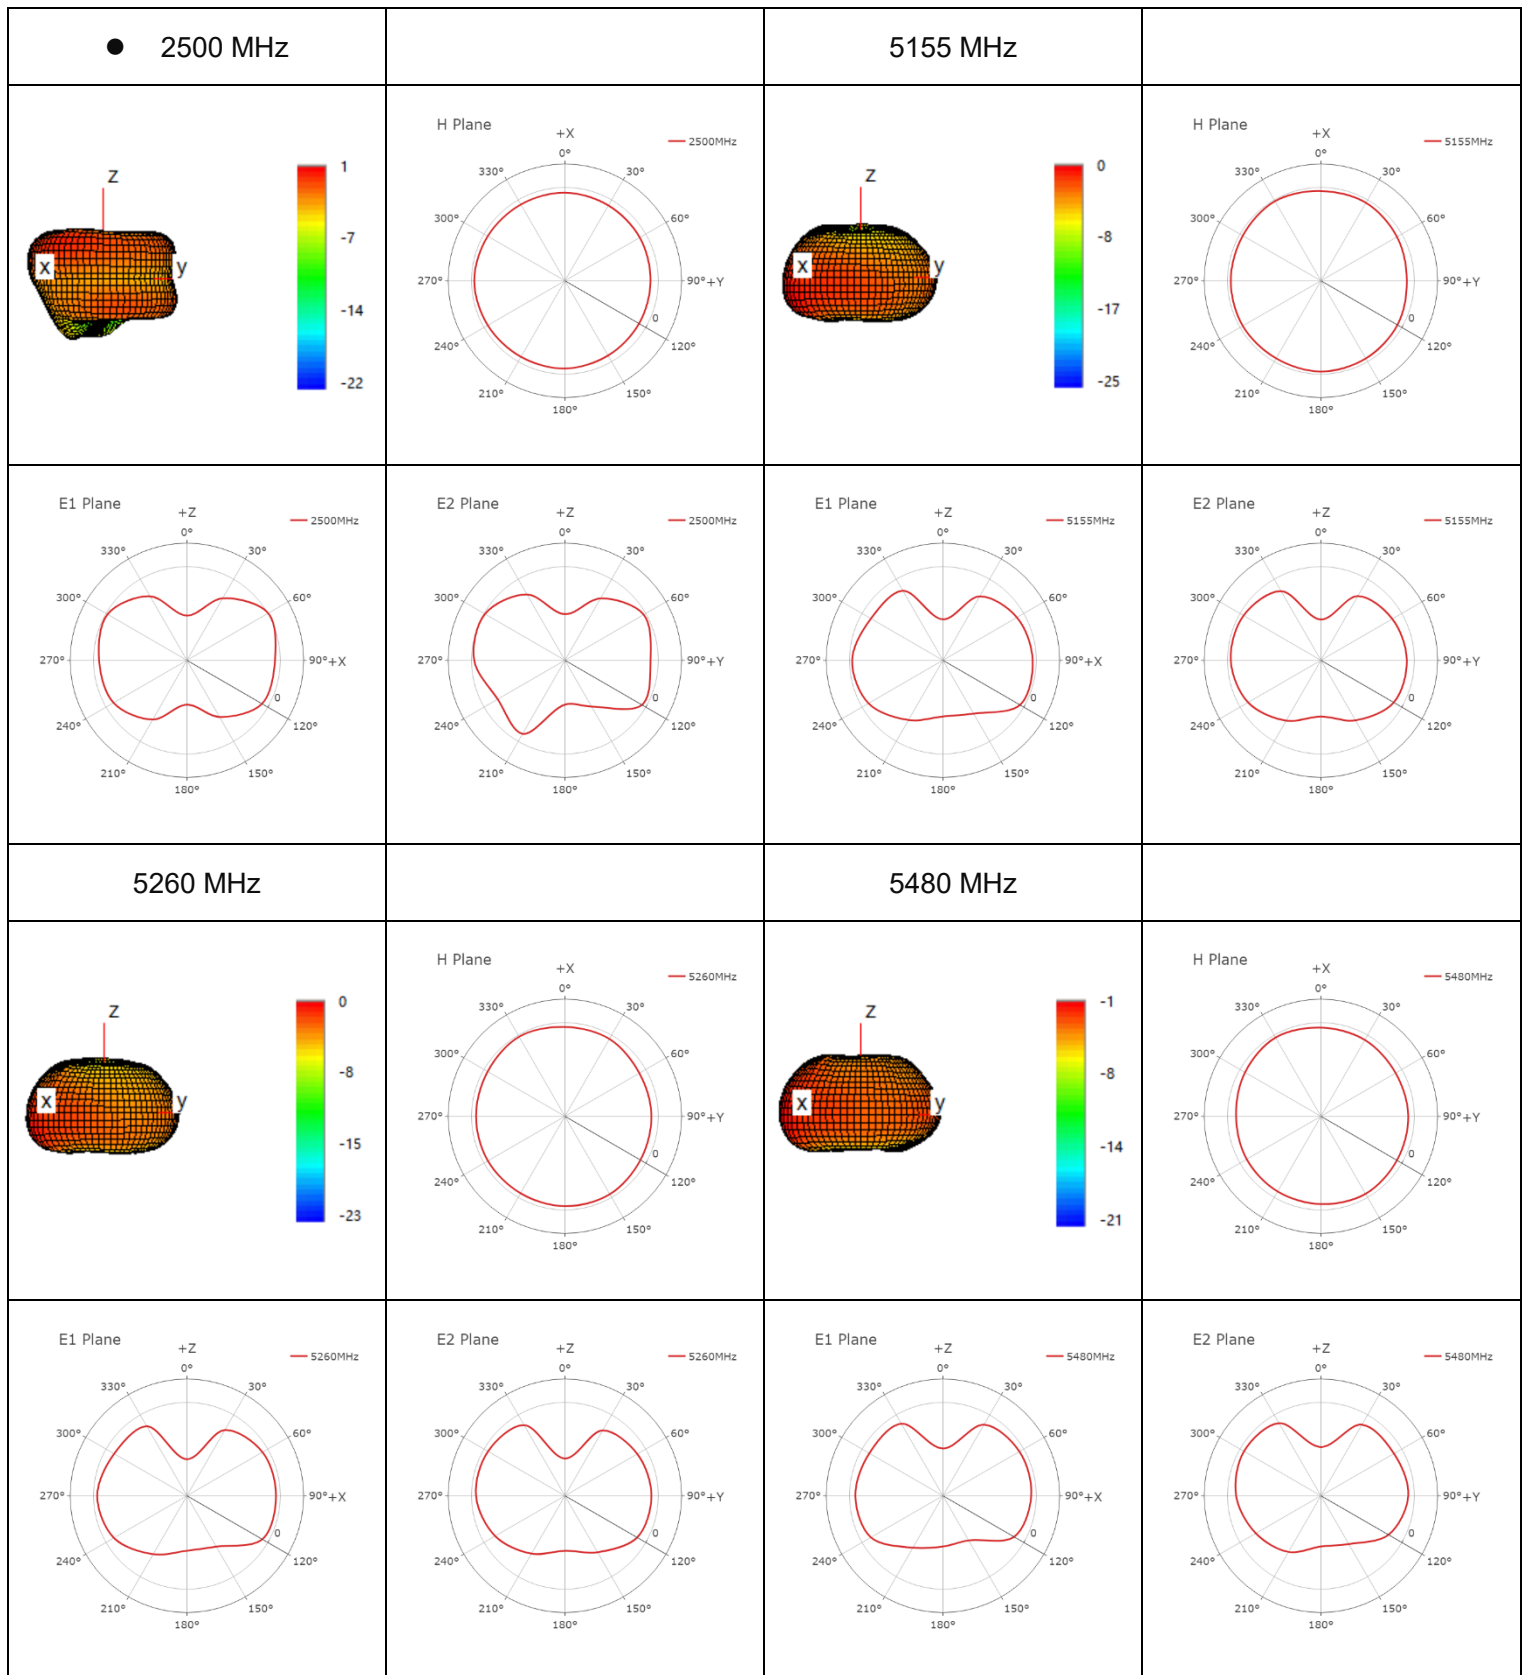 ● 2500 MHz
5155 MHz
Z
X
y
1
-7
-14
-22
H Plane
+X
2500MHz
0°
30°
60°
90°+Y
0
120°
150°
180°
210°
240°
270°
300°
330°
Z
X
y
0
-8
-17
-25
H Plane
+X
5155MHz
0°
30°
60°
90°+Y
0
120°
150°
180°
210°
240°
270°
300°
330°
E1 Plane
+Z
2500MHz
0°
30°
60°
90°+X
0
120°
150°
180°
210°
240°
270°
300°
330°
E2 Plane
+Z
2500MHz
0°
30°
60°
90°+Y
0
120°
150°
180°
210°
240°
270°
300°
330°
E1 Plane
+Z
5155MHz
0°
30°
60°
90°+X
0
120°
150°
180°
210°
240°
270°
300°
330°
E2 Plane
+Z
5155MHz
0°
30°
60°
90°+Y
0
120°
150°
180°
210°
240°
270°
300°
330°
5260 MHz
5480 MHz
Z
X
y
0
-8
-15
-23
H Plane
+X
5260MHz
0°
30°
60°
90°+Y
0
120°
150°
180°
210°
240°
270°
300°
330°
Z
X
y
-1
-8
-14
-21
H Plane
+X
5480MHz
0°
30°
60°
90°+Y
0
120°
150°
180°
210°
240°
270°
300°
330°
E1 Plane
+Z
5260MHz
0°
30°
60°
90°+X
0
120°
150°
180°
210°
240°
270°
300°
330°
E2 Plane
+Z
5260MHz
0°
30°
60°
90°+Y
0
120°
150°
180°
210°
240°
270°
300°
330°
E1 Plane
+Z
5480MHz
0°
30°
60°
90°+X
0
120°
150°
180°
210°
240°
270°
300°
330°
E2 Plane
+Z
5480MHz
0°
30°
60°
90°+Y
0
120°
150°
180°
210°
240°
270°
300°
330°